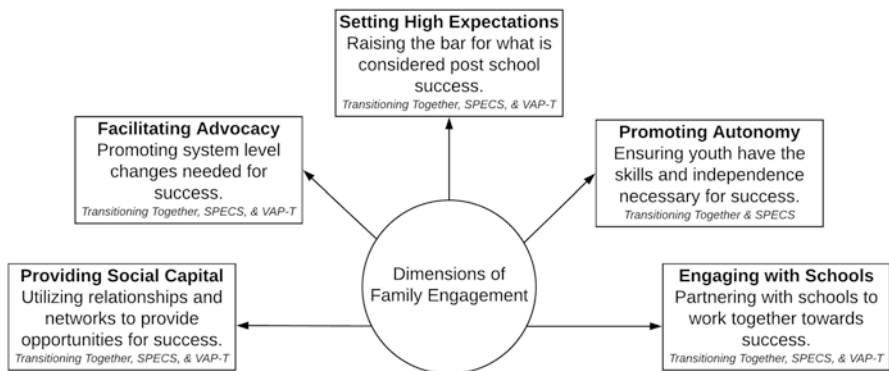 Setting High Expectations
Raising the bar for what is
considered post school
success.
Transitioning Together, SPECS, & VAP-T
Facilitating Advocacy
Promoting system level
changes needed for
success.
Transitioning Together, SPECS, & VAP-T
Promoting Autonomy
Ensuring youth have the
skills and independence
necessary for success.
Transitioning Together & SPECS
Providing Social Capital
Utilizing relationships and
networks to provide
opportunities for success.
Transitioning Together, SPECS, & VAP-T
Dimensions of
Family Engagement
Engaging with Schools
Partnering with schools to
work together towards
success.
Transitioning Together, SPECS, & VAP-T